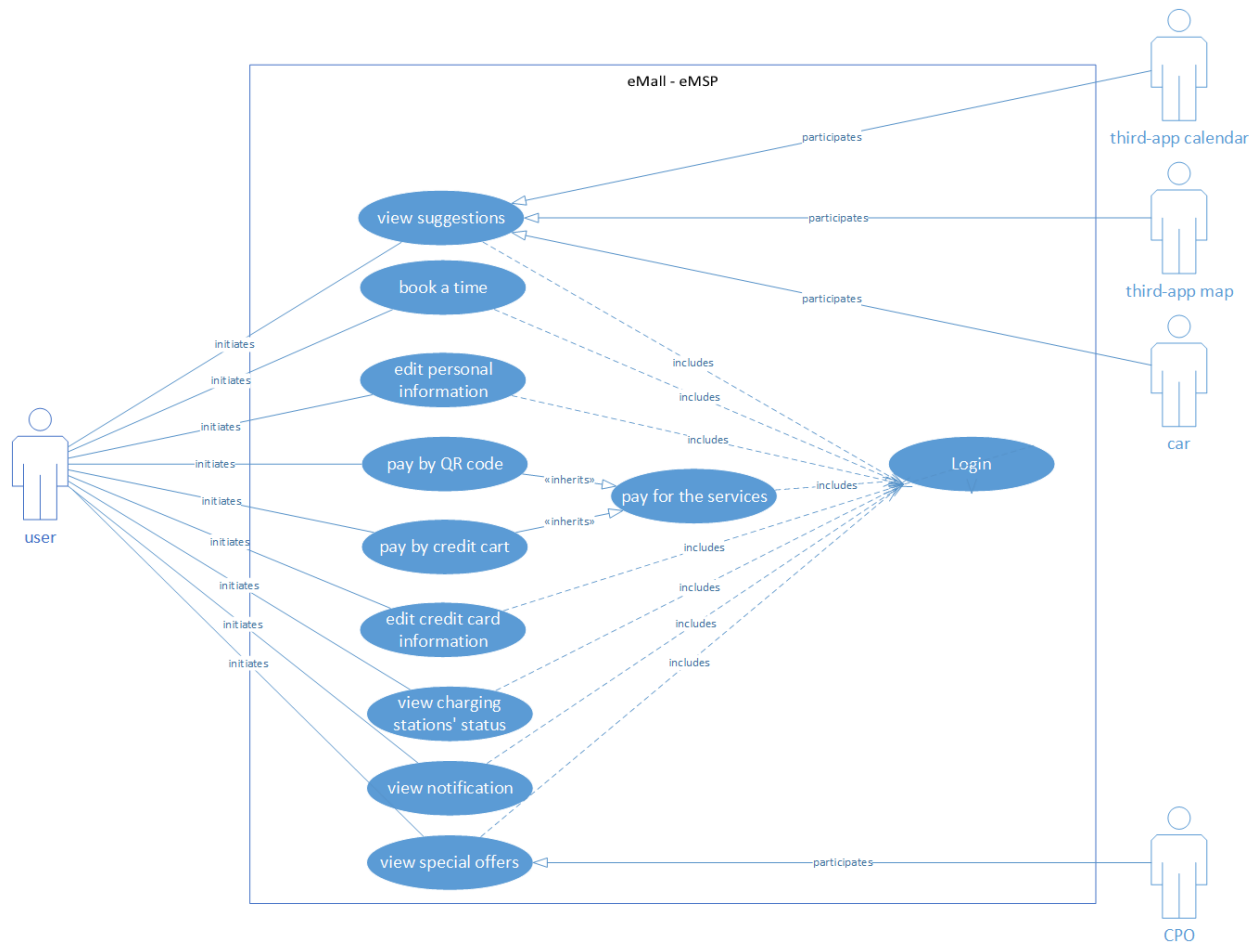 eMall - eMSP
third-app calendar
participates
view suggestions
participates
third-app map
book a time
participates
initiates
includes
edit personal
information
initiates
includes
initiates
includes
car
user
initiates
pay by QR code
«inherits»
pay for the services
includes
Login
initiates
pay by credit cart
«inherits»
initiates
includes
edit credit card
information
initiates
includes
initiates
includes
initiates
includes
view charging
stations' status
view notification
view special offers
participates
CPO